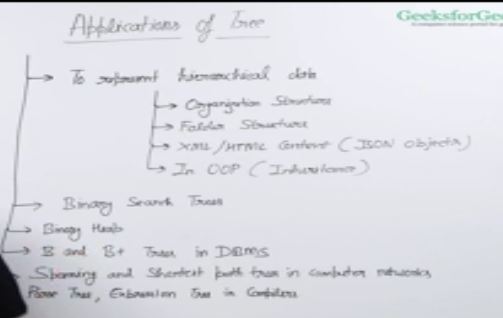 Applications of Tree
GeeksforGee
To represent hierarchical data
Organization Structure
Folder Structure
XML/HTML Content (JSON Objects)
In OOP (Inheritance)
Binary Search Trees
Binary Heap
B and B+ Trees in DBMS
Spanning and Shortest path trees in computer networks
Parse Tree, Expression Tree in Compilers